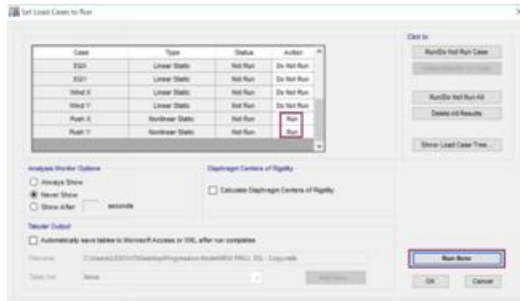 Set Load Cases to Run
Click to:
Case Type Status Action
EQX Linear Static Not Run Do Not Run
EQY Linear Static Not Run Do Not Run
Wind X Linear Static Not Run Do Not Run
Wind Y Linear Static Not Run Do Not Run
Push X Nonlinear Static Not Run Run
Push Y Nonlinear Static Not Run Run
Run/Do Not Run Case
Run/Do Not Run All
Delete All Results
Show Load Case Tree...
Analysis Monitor Options
Always Show
Never Show
Show After seconds
Diaphragm Centers of Rigidity
Calculate Diaphragm Centers of Rigidity
Tabular Output
Automatically save tables to Microsoft Access or XML after run completes
Filename
Table Set None
Run Now
OK Cancel